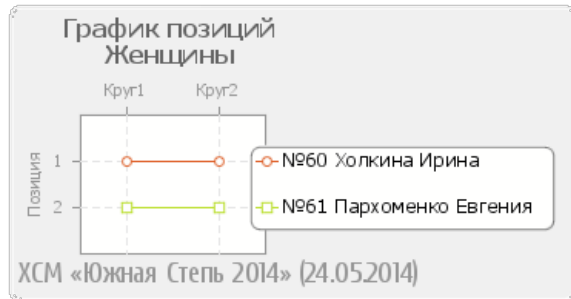 График позиций
Женщины
Круг1 Круг2
Позиция
1
2
№60 Холкина Ирина
№61 Пархоменко Евгения
ХСМ «Южная Степь 2014» (24.05.2014)